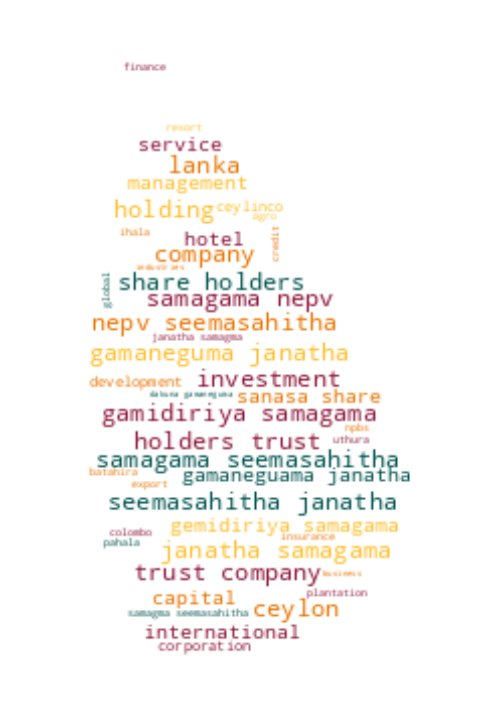 finance
resort
service
lanka
management
holding ceylinco
agro
ihala
hotel
credit
company
industries
global
share holders
samagama nepv
nepv seemasahitha
janatha samagma
gamaneguma janatha
investment
development
dakuna gamaneguma
sanasa share
gamidiriya samagama
npbs
holders trust
uthura
samagama seemasahitha
batahira
gamaneguama janatha
export
seemasahitha janatha
gemidiriya samagama
colombo
insurance
pahala
janatha samagama
trust company
business
plantation
capital
samagma seemasahitha
ceylon
international
corporation